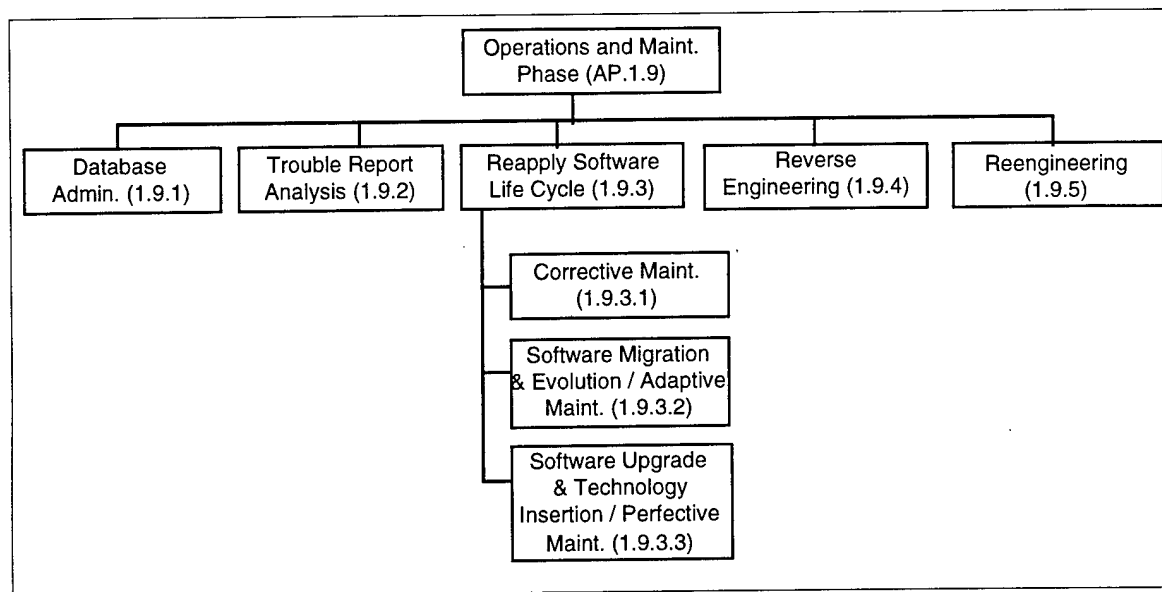 Operations and Maint.
Phase (AP.1.9)
Database
Admin. (1.9.1)
Trouble Report
Analysis (1.9.2)
Reapply Software
Life Cycle (1.9.3)
Reverse
Engineering (1.9.4)
Reengineering
(1.9.5)
Corrective Maint.
(1.9.3.1)
Software Migration
& Evolution / Adaptive
Maint. (1.9.3.2)
Software Upgrade
& Technology
Insertion / Perfective
Maint. (1.9.3.3)